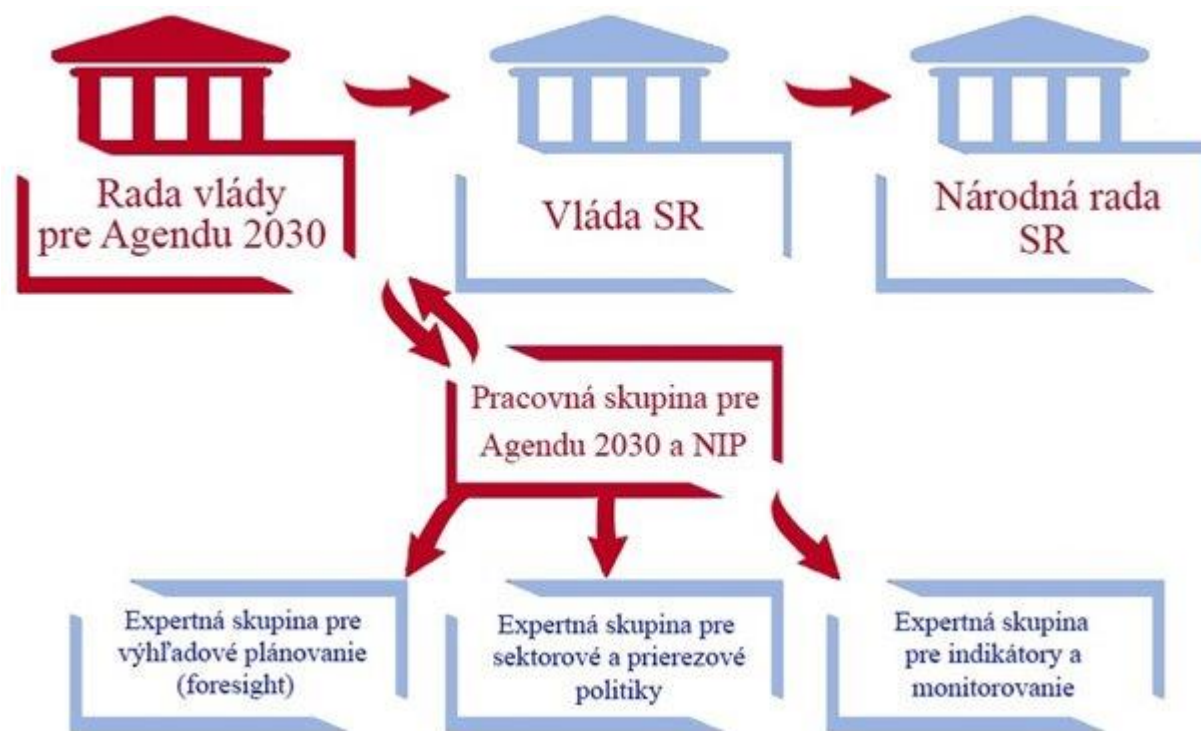 Rada vlády
pre Agendu 2030
Vláda SR
Národná rada
SR
Pracovná skupina pre
Agendu 2030 a NIP
Expertná skupina pre
výhľadové plánovanie
(foresight)
Expertná skupina pre
sektorové a prierezové
politiky
Expertná skupina
pre indikátory a
monitorovanie